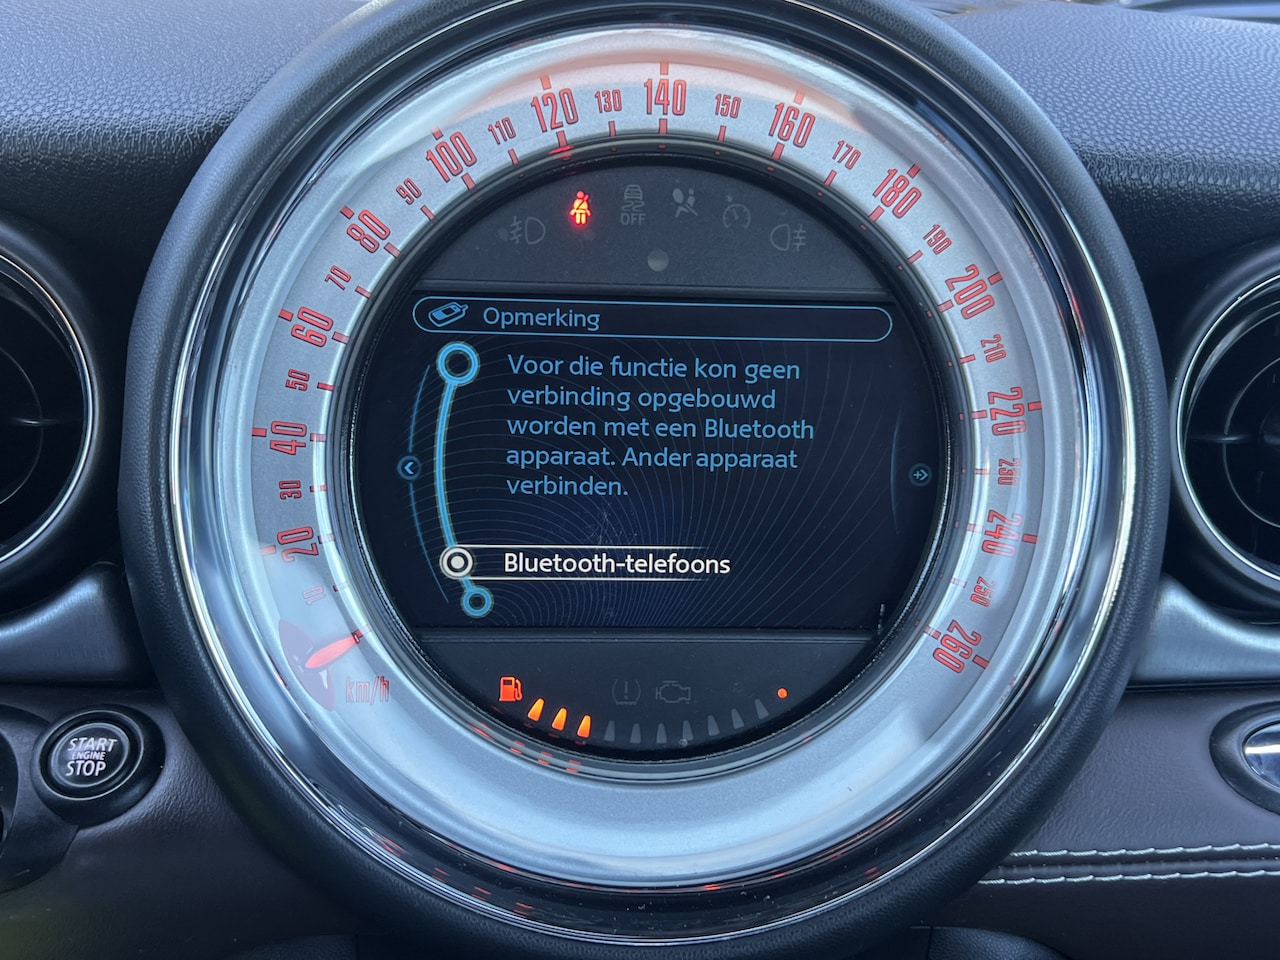 140
130
150
120
160
110
170
100
180
90
190
80
200
70
210
60
220
50
230
40
240
30
250
20
260
10
0
km/h
OFF
Opmerking
Voor die functie kon geen
verbinding opgebouwd
worden met een Bluetooth
apparaat. Ander apparaat
verbinden.
Bluetooth-telefoons
START
ENGINE
STOP